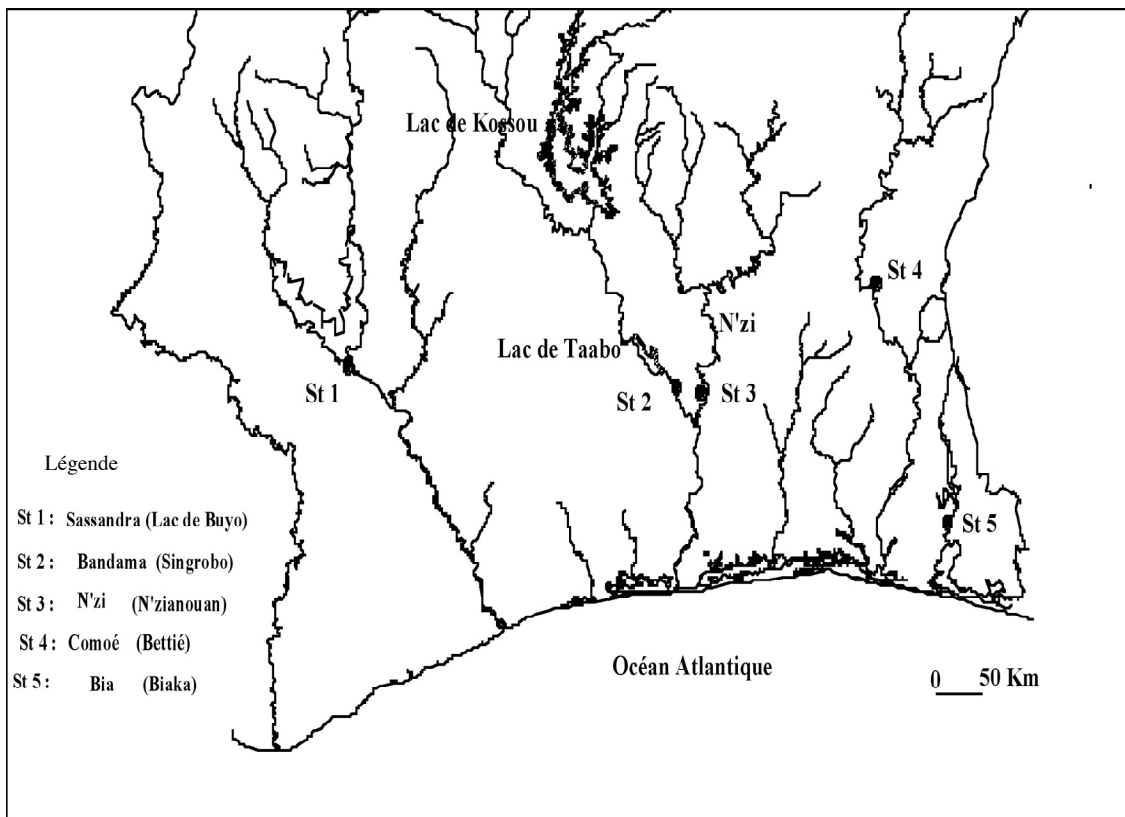 Lac de Kossou
St 4
N'zi
Lac de Taabo
St 1
St 2
St 3
Légende
St 1 : Sassandra (Lac de Buyo)
St 2 : Bandama (Singrobo)
St 3 : N'zi (N'zianouan)
St 4 : Comoé (Bettié)
St 5 : Bia (Biaka)
St 5
Océan Atlantique
0 50 Km